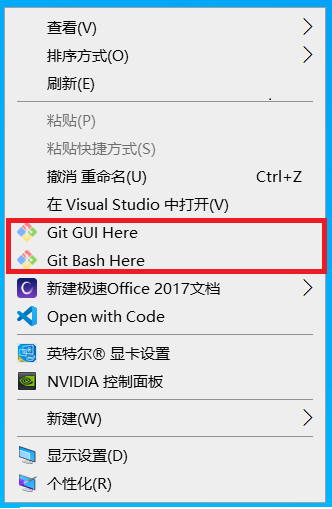 查看(V)
排序方式(O)
刷新(E)
粘贴(P)
粘贴快捷方式(S)
撤消 重命名(U) Ctrl+Z
在 Visual Studio 中打开(V)
Git GUI Here
Git Bash Here
新建极速Office 2017文档
Open with Code
英特尔® 显卡设置
NVIDIA 控制面板
新建(W)
显示设置(D)
个性化(R)